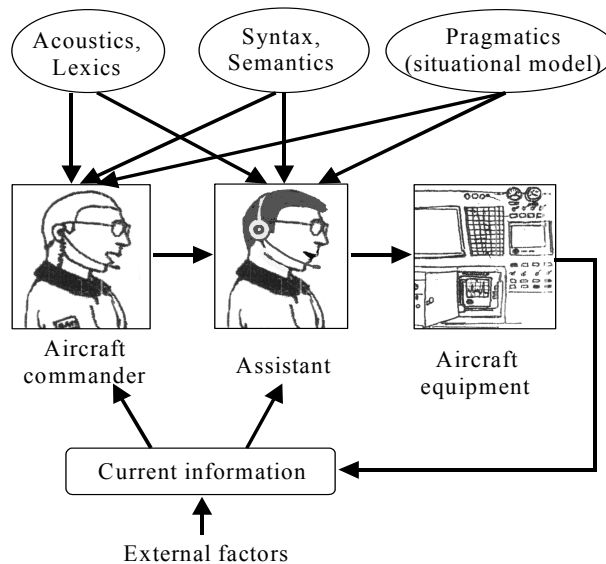 Acoustics,
Lexics
Syntax,
Semantics
Pragmatics
(situational model)
Aircraft
commander
Assistant
Aircraft
equipment
Current information
External factors